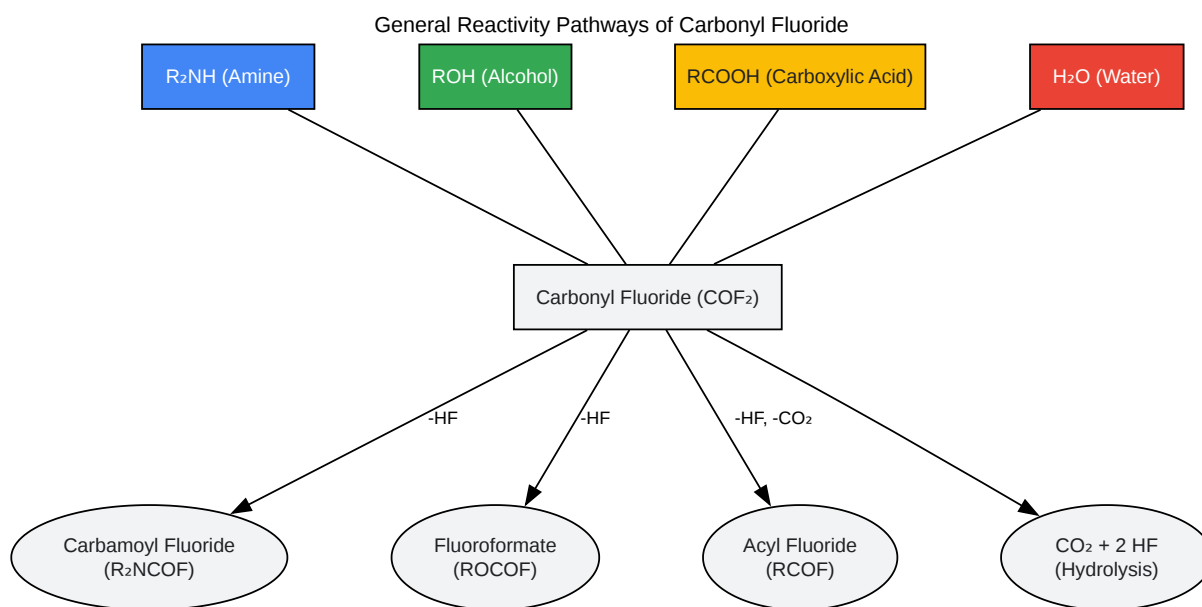 General Reactivity Pathways of Carbonyl Fluoride
R₂NH (Amine)
ROH (Alcohol)
RCOOH (Carboxylic Acid)
H₂O (Water)
Carbonyl Fluoride (COF₂)
-HF
-HF
-HF, -CO₂
Carbamoyl Fluoride
(R₂NCOF)
Fluoroformate
(ROCOF)
Acyl Fluoride
(RCOF)
CO₂ + 2 HF
(Hydrolysis)